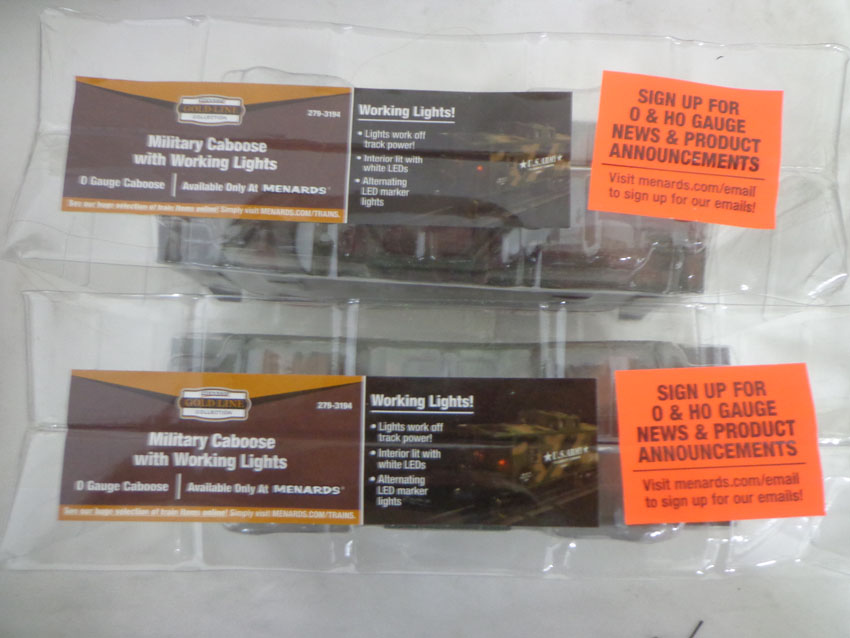 GOLD LINE
COLLECTION
279-3194
Military Caboose
with Working Lights
O Gauge Caboose
Available Only At MENARDS®
See our huge selection of train items online! Simply visit MENARDS.COM/TRAINS.
Working Lights!
• Lights work off
track power!
• Interior lit with
white LEDs
• Alternating
LED marker
lights
★U.S.ARMY★
SIGN UP FOR
O & HO GAUGE
NEWS & PRODUCT
ANNOUNCEMENTS
Visit menards.com/email
to sign up for our emails!
GOLD LINE
COLLECTION
279-3194
Military Caboose
with Working Lights
O Gauge Caboose
Available Only At MENARDS®
See our huge selection of train items online! Simply visit MENARDS.COM/TRAINS.
Working Lights!
• Lights work off
track power!
• Interior lit with
white LEDs
• Alternating
LED marker
lights
★U.S.ARMY★
SIGN UP FOR
O & HO GAUGE
NEWS & PRODUCT
ANNOUNCEMENTS
Visit menards.com/email
to sign up for our emails!